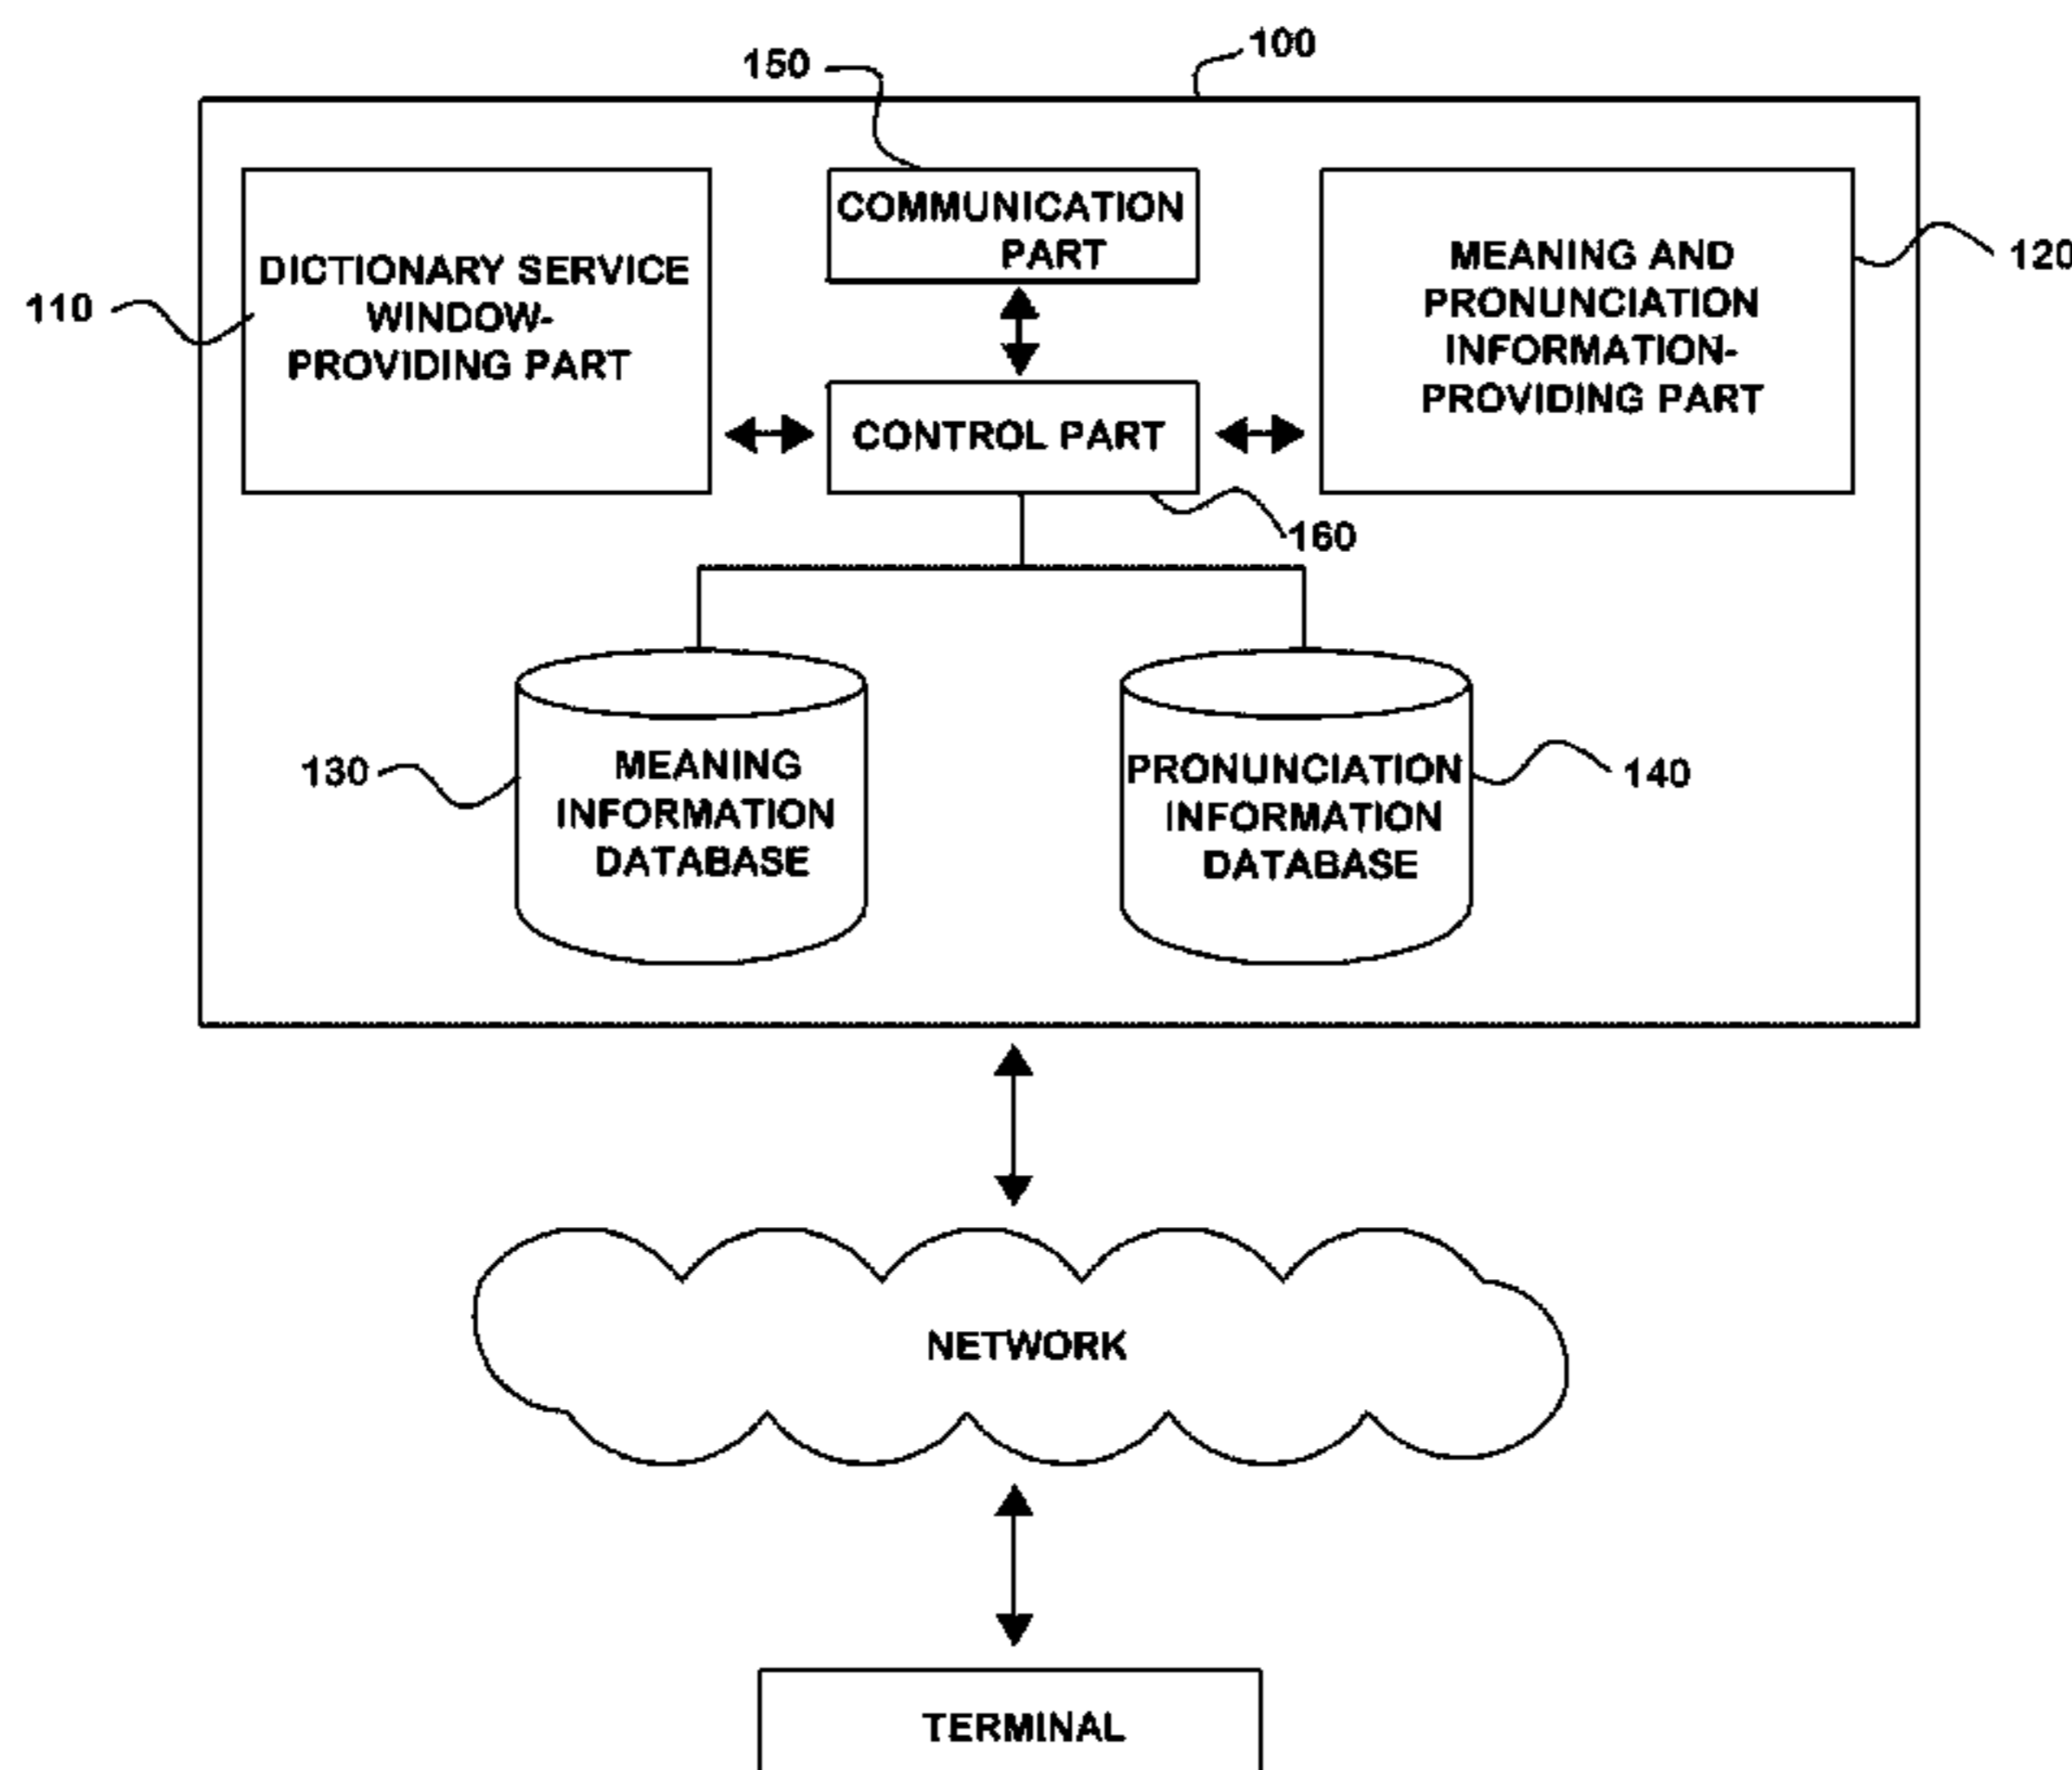 100
150
COMMUNICATION
PART
DICTIONARY SERVICE
WINDOW-
PROVIDING PART
110
MEANING AND
PRONUNCIATION
INFORMATION-
PROVIDING PART
120
CONTROL PART
160
130
MEANING
INFORMATION
DATABASE
PRONUNCIATION
INFORMATION
DATABASE
140
NETWORK
TERMINAL